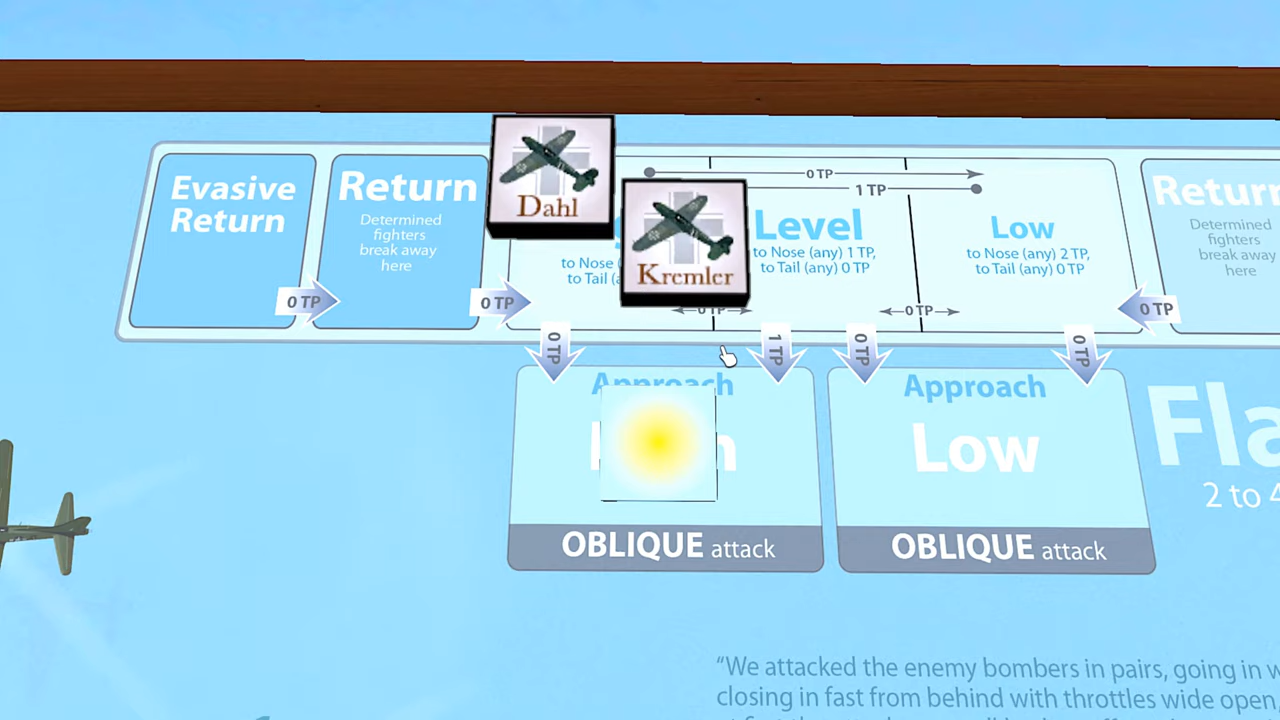 Evasive
Return
0 TP
Return
Determined
fighters
break away
here
0 TP
Dahl
Kremler
0 TP
1 TP
to Nose
to Tail
Level
to Nose (any) 1 TP,
to Tail (any) 0 TP
Low
to Nose (any) 2 TP,
to Tail (any) 0 TP
0 TP
0 TP
Return
Determined
fighters
break away
here
0 TP
0 TP
1 TP
0 TP
0 TP
Approach
OBLIQUE attack
Approach
Low
OBLIQUE attack
2 to 4
“We attacked the enemy bombers in pairs, going in w
closing in fast from behind with throttles wide open,